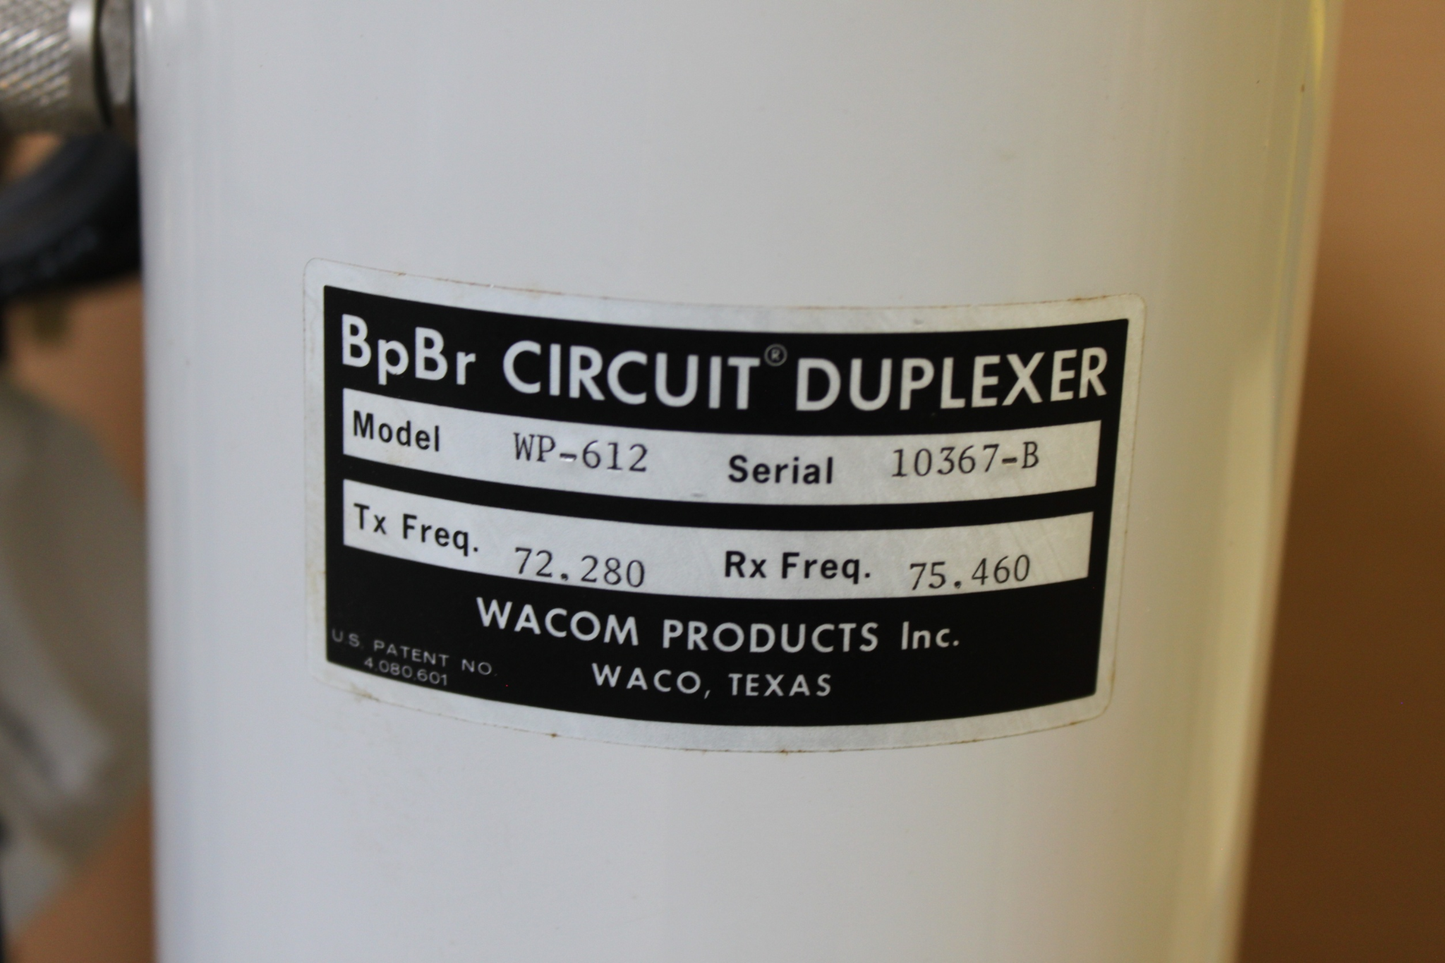 BpBr CIRCUIT® DUPLEXER
Model WP-612 Serial 10367-B
Tx Freq. 72.280 Rx Freq. 75.460
WACOM PRODUCTS Inc.
WACO, TEXAS
U.S. PATENT NO.
4,080,601